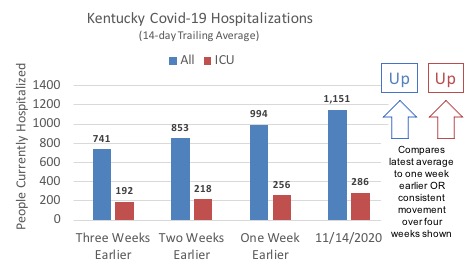 Kentucky Covid-19 Hospitalizations
(14-day Trailing Average)
All ICU
People Currently Hospitalized
1400
1200
1000
800
600
400
200
0
741
192
853
218
994
256
1,151
286
Three Weeks
Earlier
Two Weeks
Earlier
One Week
Earlier
11/14/2020
Up Up
Compares
latest average
to one week
earlier OR
consistent
movement
over four
weeks shown